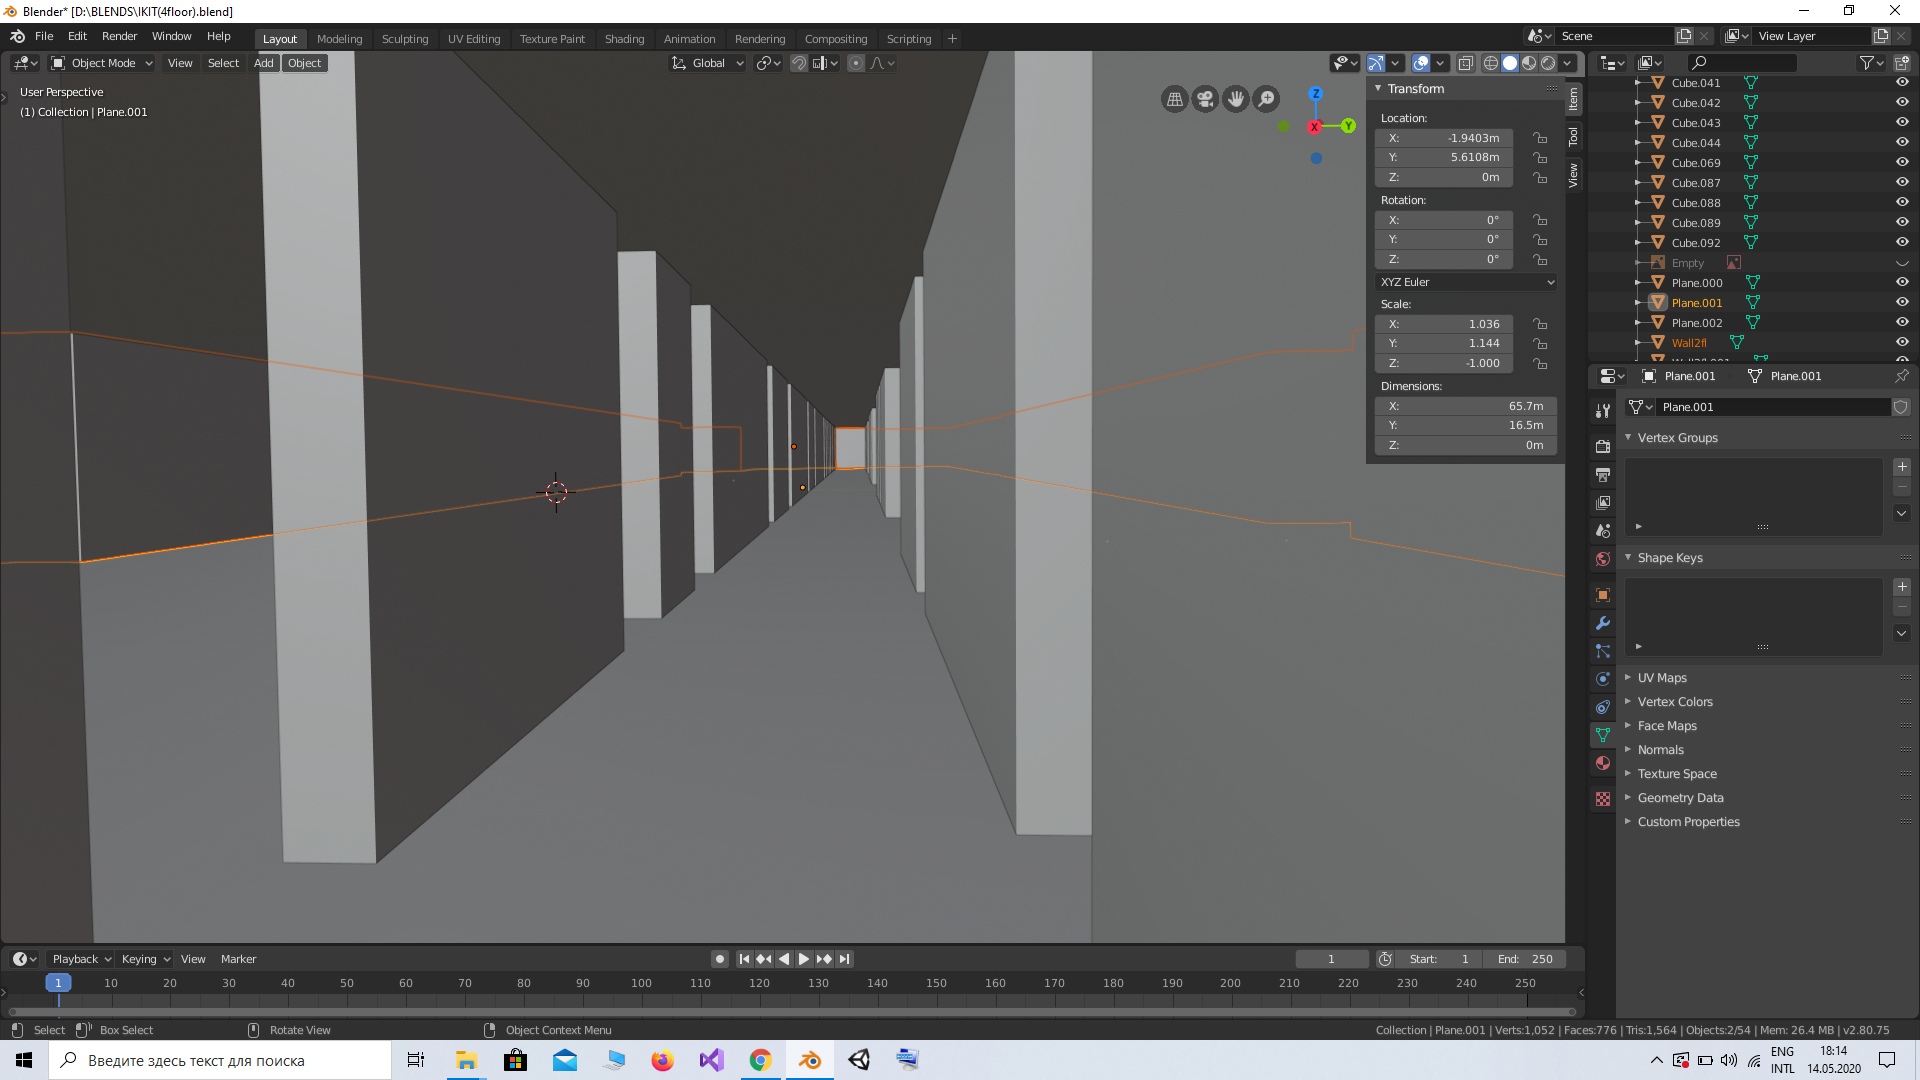 Blender* [D:\BLENDS\IKIT(4floor).blend]
File Edit Render Window Help Layout Modeling Sculpting UV Editing Texture Paint Shading Animation Rendering Compositing Scripting + Scene View Layer
Object Mode View Select Add Object Global
User Perspective
(1) Collection | Plane.001
Z
X
Y
Transform
Location:
X: -1.9403m
Y: 5.6108m
Z: 0m
Rotation:
X: 0°
Y: 0°
Z: 0°
XYZ Euler
Scale:
X: 1.036
Y: 1.144
Z: -1.000
Dimensions:
X: 65.7m
Y: 16.5m
Z: 0m
Item
Tool
View
Cube.041
Cube.042
Cube.043
Cube.044
Cube.069
Cube.087
Cube.088
Cube.089
Cube.092
Empty
Plane.000
Plane.001
Plane.002
Wall2fl
Plane.001 Plane.001
Plane.001
Vertex Groups
Shape Keys
UV Maps
Vertex Colors
Face Maps
Normals
Texture Space
Geometry Data
Custom Properties
Playback Keying View Marker 1 Start: 1 End: 250
1 10 20 30 40 50 60 70 80 90 100 110 120 130 140 150 160 170 180 190 200 210 220 230 240 250
Select Box Select Rotate View Object Context Menu Collection | Plane.001 | Verts:1,052 | Faces:776 | Tris:1,564 | Objects:2/54 | Mem: 26.4 MB | v2.80.75
Введите здесь текст для поиска
ENG
INTL
18:14
14.05.2020